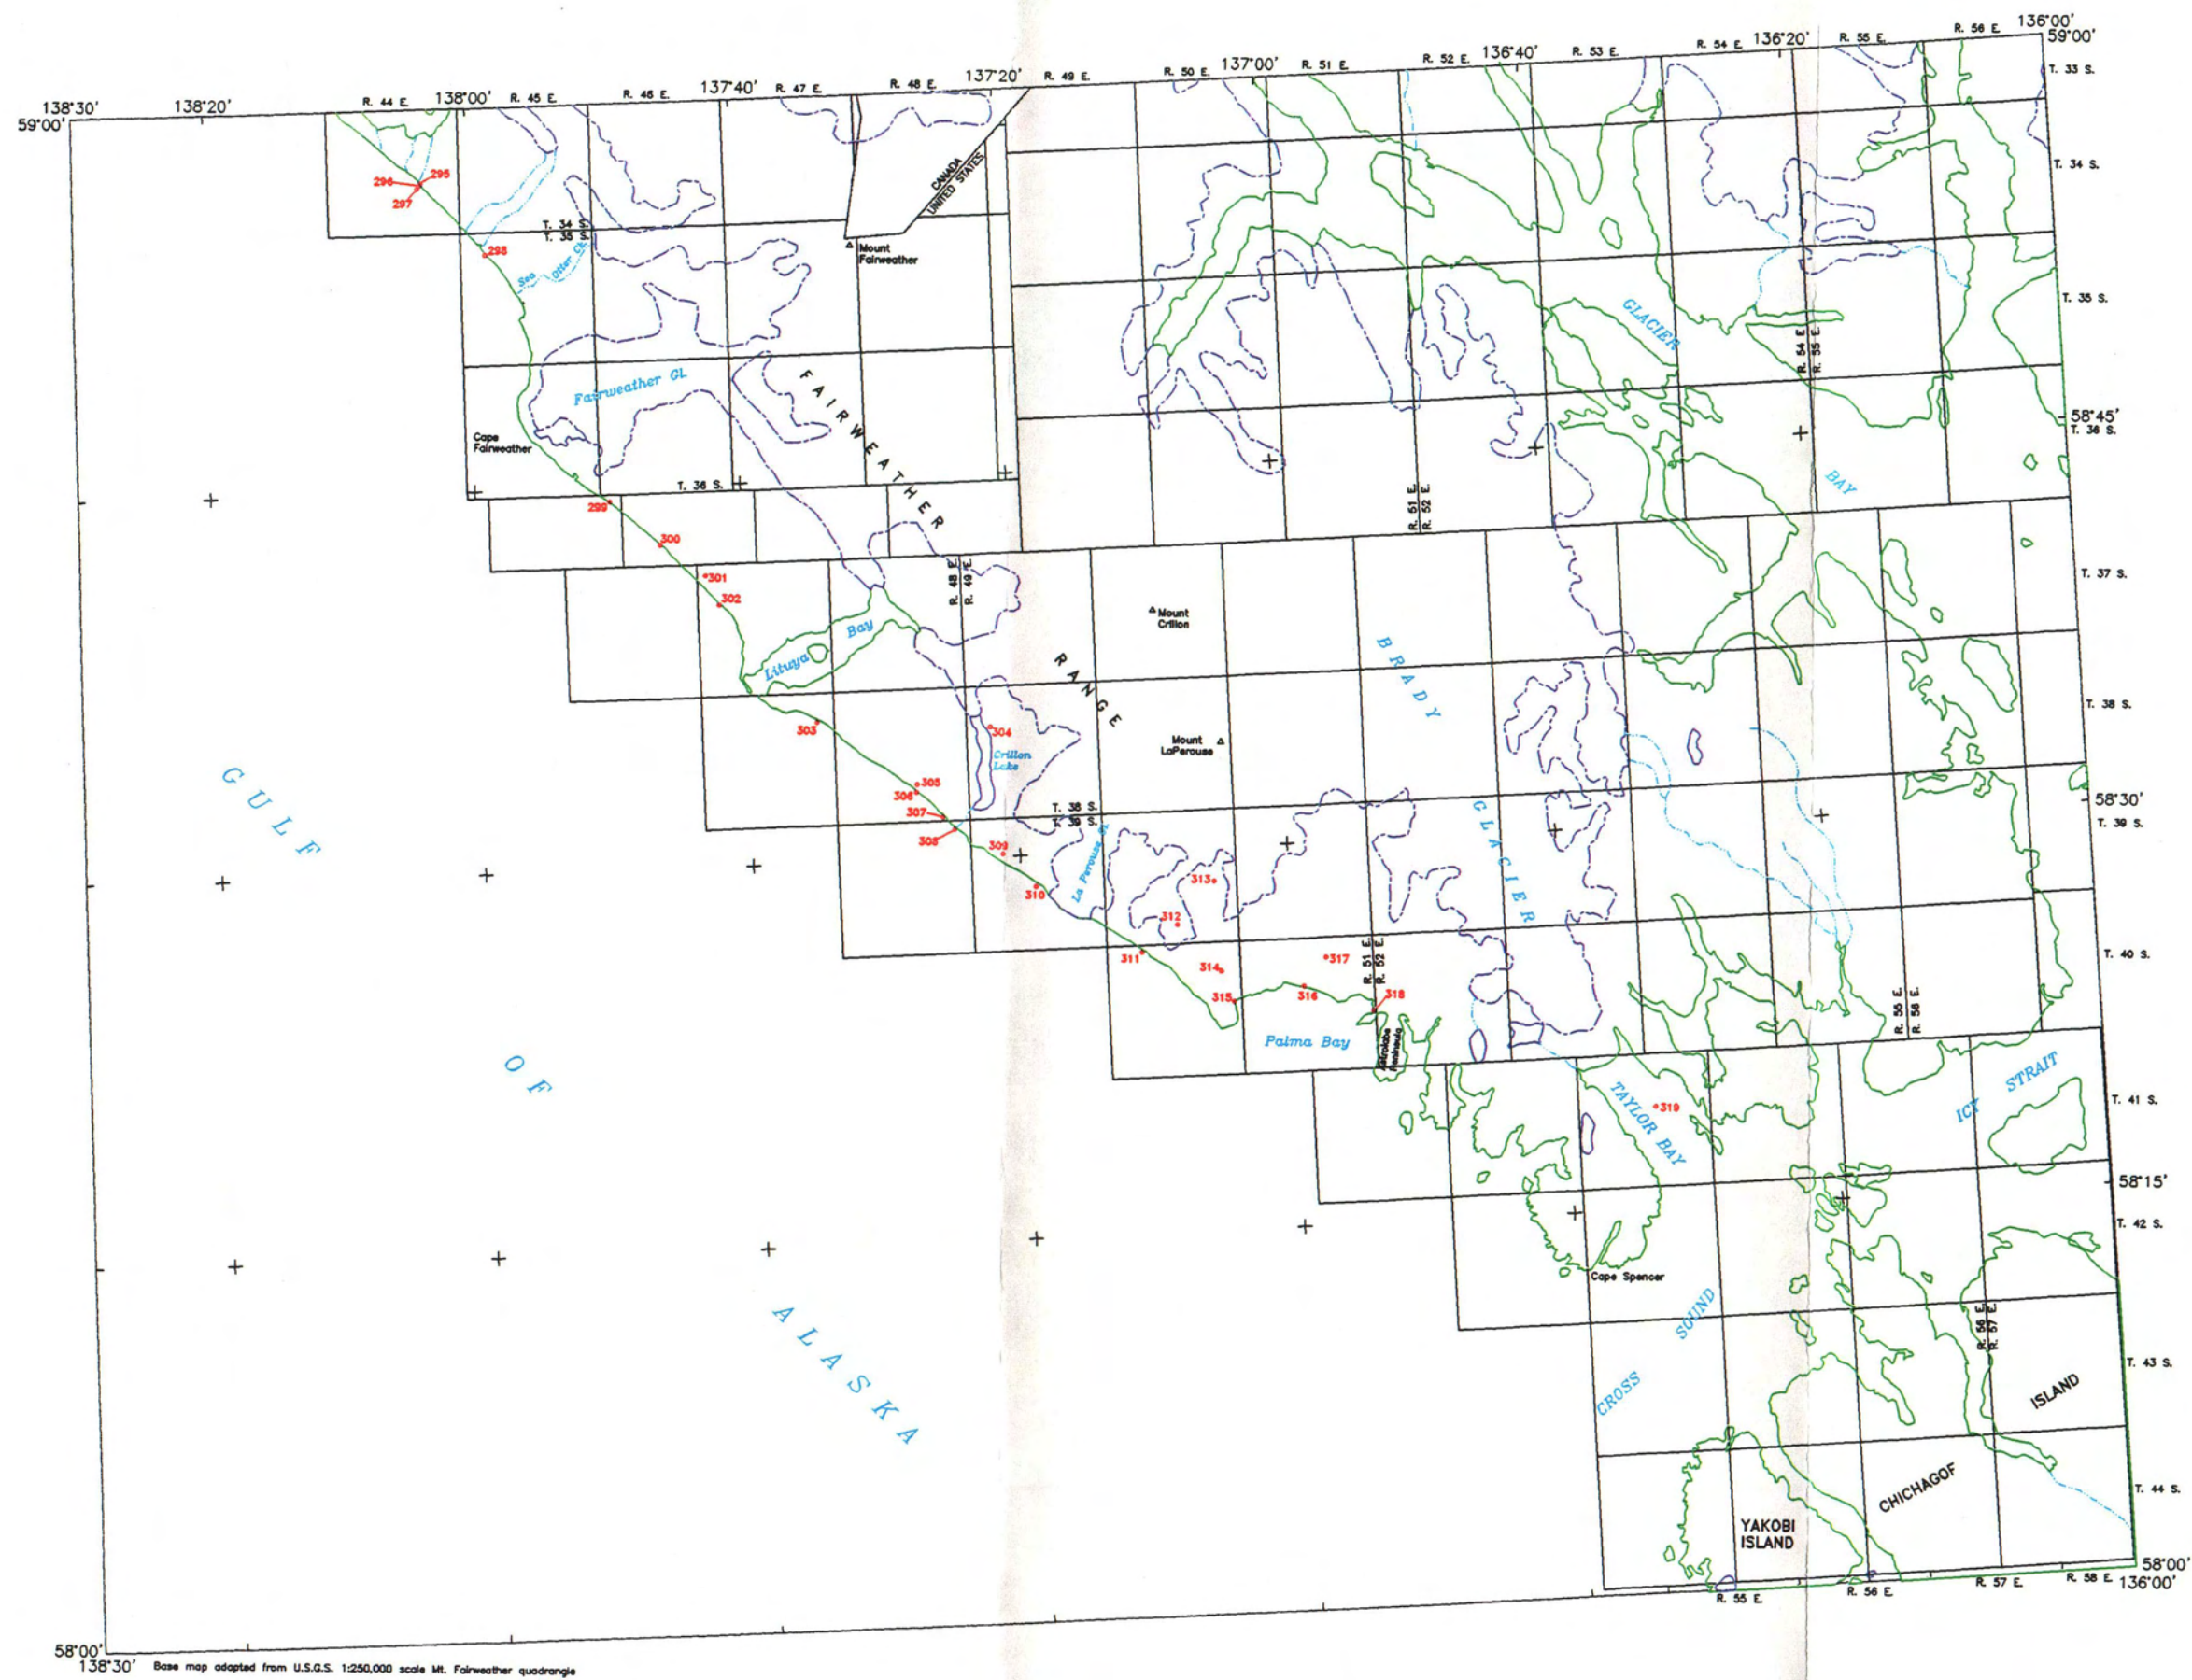 136°00'
59°00'
R. 56 E.
R. 55 E.
136°20'
R. 54 E.
R. 53 E.
136°40'
R. 52 E.
R. 51 E.
137°00'
R. 50 E.
R. 49 E.
137°20'
R. 48 E.
R. 47 E.
137°40'
R. 46 E.
R. 45 E.
138°00'
R. 44 E.
138°20'
138°30'
59°00'
T. 33 S.
T. 34 S.
T. 35 S.
58°45'
T. 36 S.
T. 37 S.
T. 38 S.
58°30'
T. 39 S.
T. 40 S.
T. 41 S.
58°15'
T. 42 S.
T. 43 S.
T. 44 S.
58°00'
136°00'
295
296
297
298
T. 34 S.
T. 35 S.
Sea Otter Ck
CANADA
UNITED STATES
Mount
Fairweather
Fairweather Gl.
Cape
Fairweather
T. 36 S.
FAIRWEATHER
RANGE
GLACIER
BAY
R. 54 E.
R. 55 E.
R. 51 E.
R. 52 E.
299
300
301
302
R. 48 E.
R. 49 E.
Lituya Bay
Mount
Crillon
BRADY
GLACIER
303
304
Crillon
Lake
Mount
LaPerouse
305
306
307
308
T. 38 S.
T. 39 S.
309
310
La Perouse Gl.
311
312
313
314
315
316
317
318
R. 51 E.
R. 52 E.
Palma Bay
Astrolabe
Peninsula
R. 55 E.
R. 56 E.
TAYLOR BAY
319
ICY STRAIT
Cape Spencer
CROSS SOUND
R. 56 E.
R. 57 E.
GULF
OF
ALASKA
CHICHAGOF
ISLAND
YAKOBI
ISLAND
R. 55 E.
R. 56 E.
R. 57 E.
R. 58 E.
58°00'
138°30'
Base map adapted from U.S.G.S. 1:250,000 scale Mt. Fairweather quadrangle